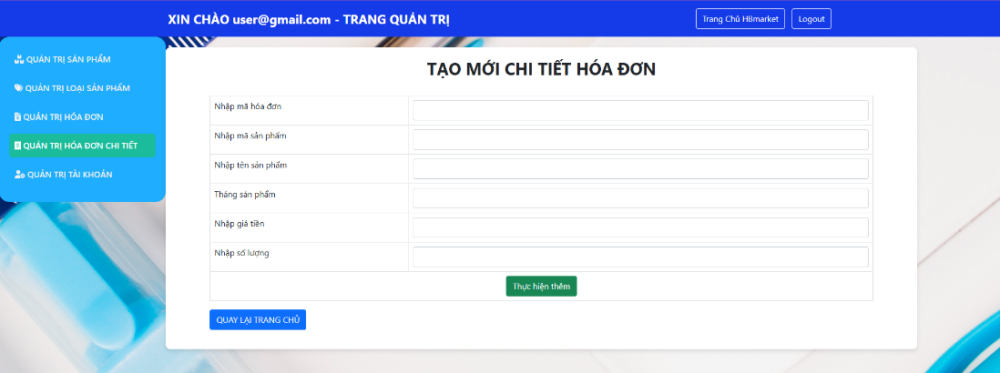 XIN CHÀO user@gmail.com - TRANG QUẢN TRỊ
Trang Chủ HBmarket
Logout
QUẢN TRỊ SẢN PHẨM
QUẢN TRỊ LOẠI SẢN PHẨM
QUẢN TRỊ HÓA ĐƠN
QUẢN TRỊ HÓA ĐƠN CHI TIẾT
QUẢN TRỊ TÀI KHOẢN
TẠO MỚI CHI TIẾT HÓA ĐƠN
Nhập mã hóa đơn
Nhập mã sản phẩm
Nhập tên sản phẩm
Tháng sản phẩm
Nhập giá tiền
Nhập số lượng
Thực hiện thêm
QUAY LẠI TRANG CHỦ